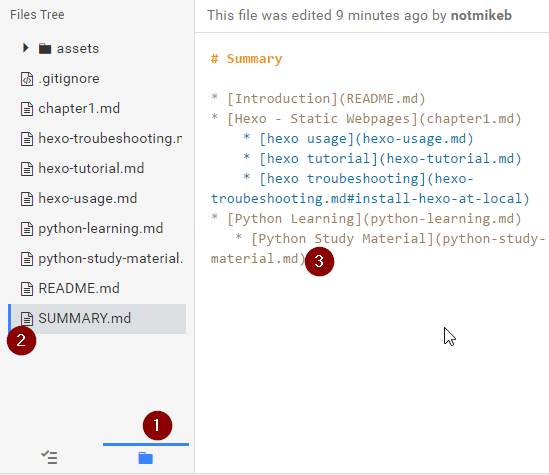 Files Tree
assets
.gitignore
chapter1.md
hexo-troubeshooting.r
hexo-tutorial.md
hexo-usage.md
python-learning.md
python-study-material.
README.md
SUMMARY.md
2
1
This file was edited 9 minutes ago by notmikeb
# Summary
* [Introduction](README.md)
* [Hexo - Static Webpages](chapter1.md)
* [hexo usage](hexo-usage.md)
* [hexo tutorial](hexo-tutorial.md)
* [hexo troubeshooting](hexo-
troubeshooting.md#install-hexo-at-local)
* [Python Learning](python-learning.md)
* [Python Study Material](python-study-
material.md)
3